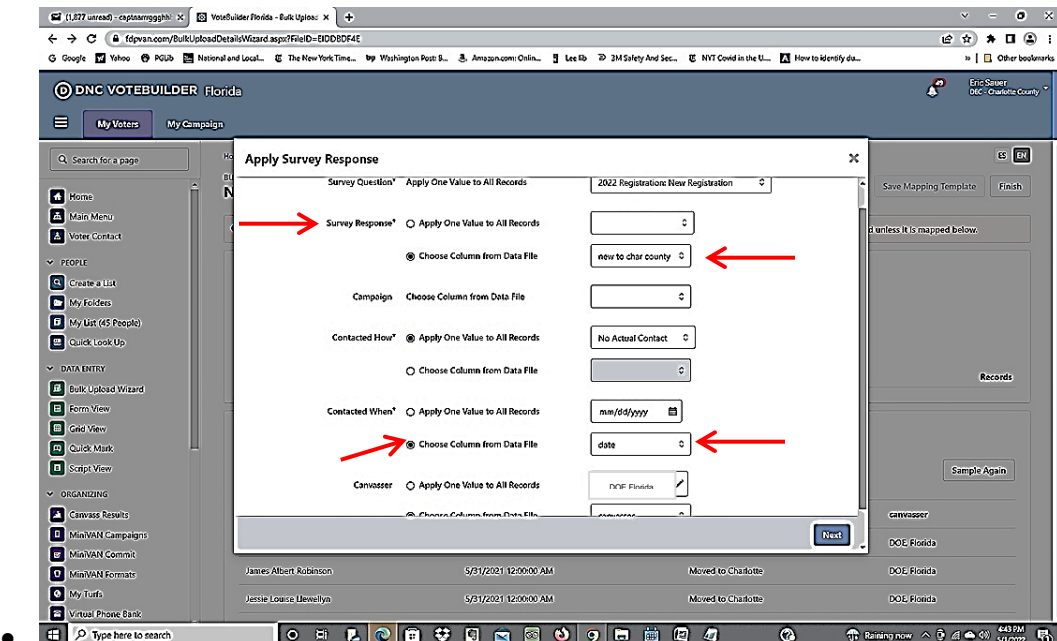 (1,877 unread) - captnarrrggghhl
VoteBuilder Florida - Bulk Upload
fdpvan.com/BulkUploadDetailsWizard.aspx?FileID=EIDDBDF4E
Google Yahoo PGLib National and Local... The New York Time... Washington Post: B... Amazon.com: Onlin... Lee Eb 3M Safety And Sec... NYT Covid in the U... How to identify du... » Other bookmarks
DNC VOTEBUILDER Florida
49
Eric Sauer
DEC - Charlotte County
My Voters My Campaign
Search for a page
Ho
ES EN
Apply Survey Response
Save Mapping Template Finish
Home
Main Menu
Voter Contact
d unless it is mapped below.
PEOPLE
Create a List
My Folders
My List (45 People)
Quick Look Up
DATA ENTRY
Bulk Upload Wizard
Form View
Grid View
Quick Mark
Script View
ORGANIZING
Canvass Results
MiniVAN Campaigns
MiniVAN Commit
MiniVAN Formats
My Turfs
Virtual Phone Bank
Survey Question* Apply One Value to All Records 2022 Registration: New Registration
Survey Response* Apply One Value to All Records
Choose Column from Data File new to char county
Campaign Choose Column from Data File
Contacted How* Apply One Value to All Records No Actual Contact
Choose Column from Data File
Contacted When* Apply One Value to All Records mm/dd/yyyy
Choose Column from Data File date
Canvasser Apply One Value to All Records DOE Florida
Choose Column from Data File canvasser
Next
Records
Sample Again
canvasser
DOE Florida
James Albert Robinson 5/31/2021 12:00:00 AM Moved to Charlotte DOE Florida
Jessie Louise Llewellyn 5/31/2021 12:00:00 AM Moved to Charlotte DOE Florida
Type here to search
Raining now
4:43 PM
5/1/2022